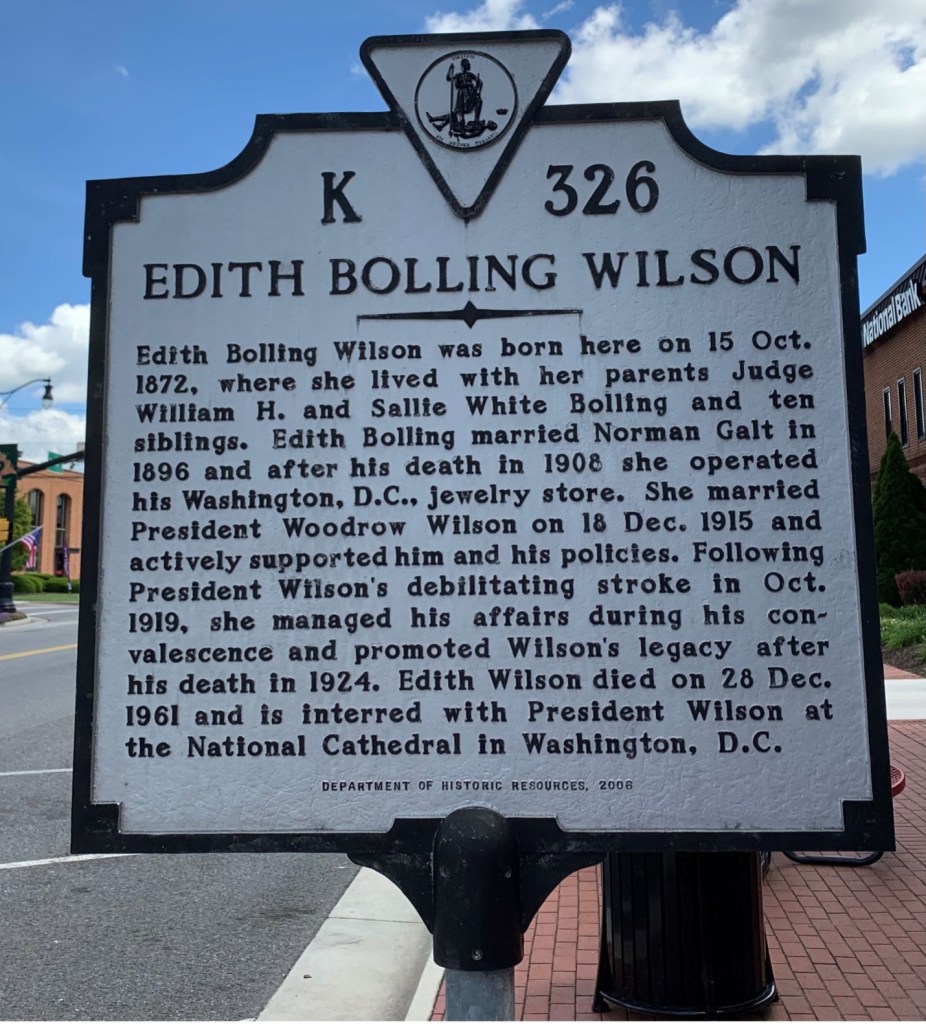 K 326
EDITH BOLLING WILSON
Edith Bolling Wilson was born here on 15 Oct.
1872, where she lived with her parents Judge
William H. and Sallie White Bolling and ten
siblings. Edith Bolling married Norman Galt in
1896 and after his death in 1908 she operated
his Washington, D.C., jewelry store. She married
President Woodrow Wilson on 18 Dec. 1915 and
actively supported him and his policies. Following
President Wilson's debilitating stroke in Oct.
1919, she managed his affairs during his con-
valescence and promoted Wilson's legacy after
his death in 1924. Edith Wilson died on 28 Dec.
1961 and is interred with President Wilson at
the National Cathedral in Washington, D.C.
DEPARTMENT OF HISTORIC RESOURCES, 2006
National Bank